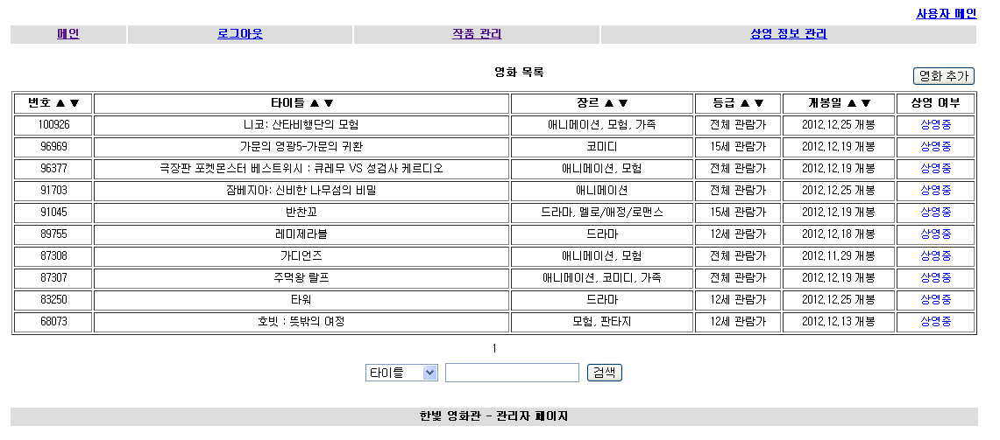 사용자 메인
메인 로그아웃 작품 관리 상영 정보 관리
영화 목록
영화 추가
번호 ▲ ▼ 타이틀 ▲ ▼ 장르 ▲ ▼ 등급 ▲ ▼ 개봉일 ▲ ▼ 상영 여부
100926 니코: 산타비행단의 모험 애니메이션, 모험, 가족 전체 관람가 2012.12.25 개봉 상영중
96969 가문의 영광5-가문의 귀환 코미디 15세 관람가 2012.12.19 개봉 상영중
96377 극장판 포켓몬스터 베스트위시 : 큐레무 VS 성검사 케르디오 애니메이션, 모험 전체 관람가 2012.12.19 개봉 상영중
91703 잠베지아: 신비한 나무섬의 비밀 애니메이션 전체 관람가 2012.12.25 개봉 상영중
91045 반찬꼬 드라마, 멜로/애정/로맨스 15세 관람가 2012.12.19 개봉 상영중
89755 레미제라블 드라마 12세 관람가 2012.12.18 개봉 상영중
87308 가디언즈 애니메이션, 모험 전체 관람가 2012.11.29 개봉 상영중
87307 주먹왕 랄프 애니메이션, 코미디, 가족 전체 관람가 2012.12.19 개봉 상영중
83250 타워 드라마 12세 관람가 2012.12.25 개봉 상영중
68073 호빗 : 뜻밖의 여정 모험, 판타지 12세 관람가 2012.12.13 개봉 상영중
1
타이틀 검색
한빛 영화관 - 관리자 페이지